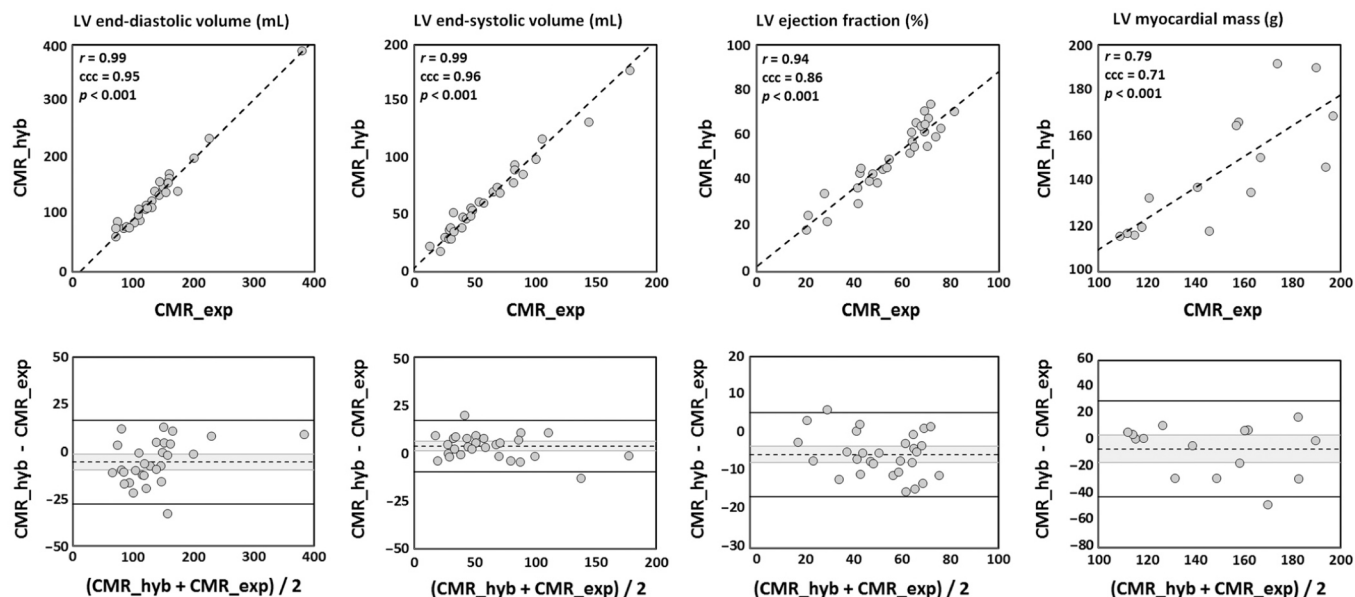 LV end-diastolic volume (mL)
LV end-systolic volume (mL)
LV ejection fraction (%)
LV myocardial mass (g)
CMR_hyb
400
300
200
100
0
r = 0.99
ccc = 0.95
p < 0.001
0 100 200 300 400
CMR_exp
CMR_hyb
200
150
100
50
0
r = 0.99
ccc = 0.96
p < 0.001
0 50 100 150 200
CMR_exp
CMR_hyb
100
80
60
40
20
0
r = 0.94
ccc = 0.86
p < 0.001
0 20 40 60 80 100
CMR_exp
CMR_hyb
200
180
160
140
120
100
r = 0.79
ccc = 0.71
p < 0.001
100 120 140 160 180 200
CMR_exp
CMR_hyb - CMR_exp
50
25
0
−25
−50
0 100 200 300 400
(CMR_hyb + CMR_exp) / 2
CMR_hyb - CMR_exp
50
25
0
−25
−50
0 50 100 150 200
(CMR_hyb + CMR_exp) / 2
CMR_hyb - CMR_exp
20
10
0
−10
−20
−30
0 20 40 60 80 100
(CMR_hyb + CMR_exp) / 2
CMR_hyb - CMR_exp
60
40
20
0
−20
−40
−60
−80
100 120 140 160 180 200
(CMR_hyb + CMR_exp) / 2